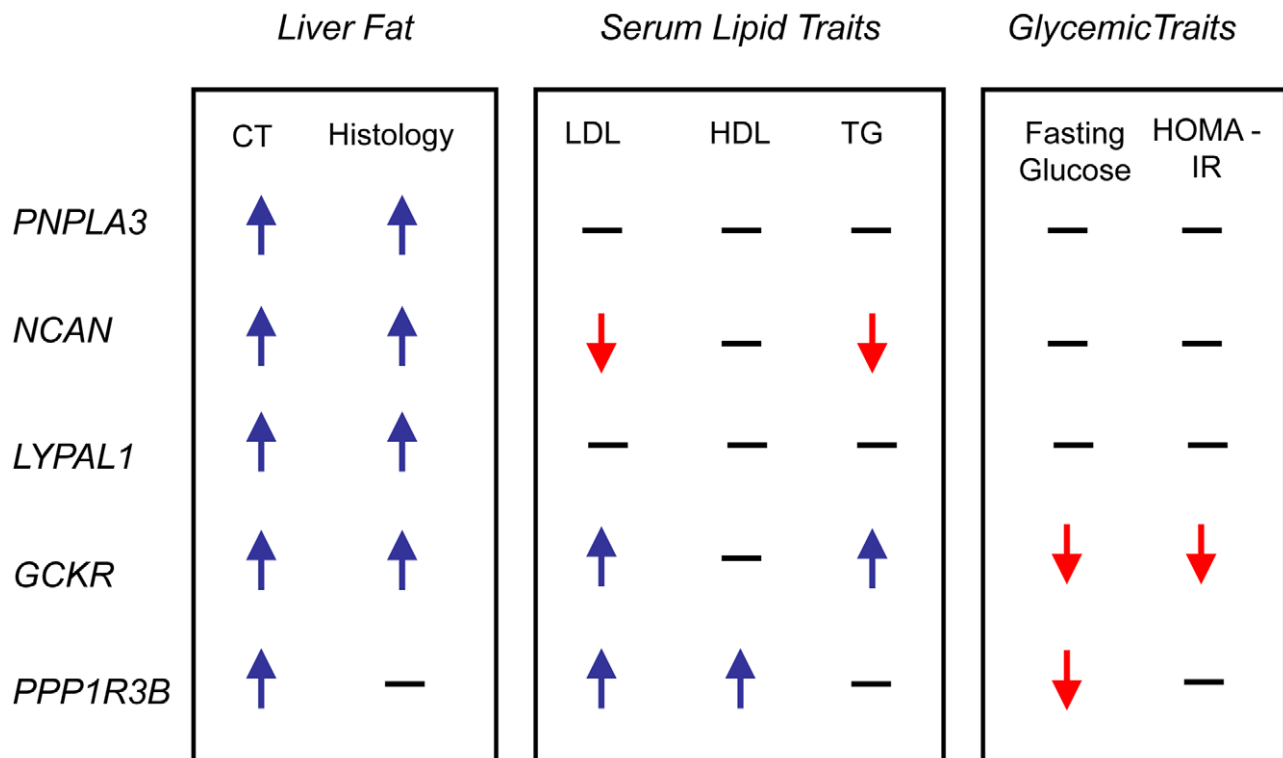 Liver Fat
Serum Lipid Traits
GlycemicTraits
CT
Histology
LDL
HDL
TG
Fasting
Glucose
HOMA -
IR
PNPLA3
NCAN
LYPAL1
GCKR
PPP1R3B